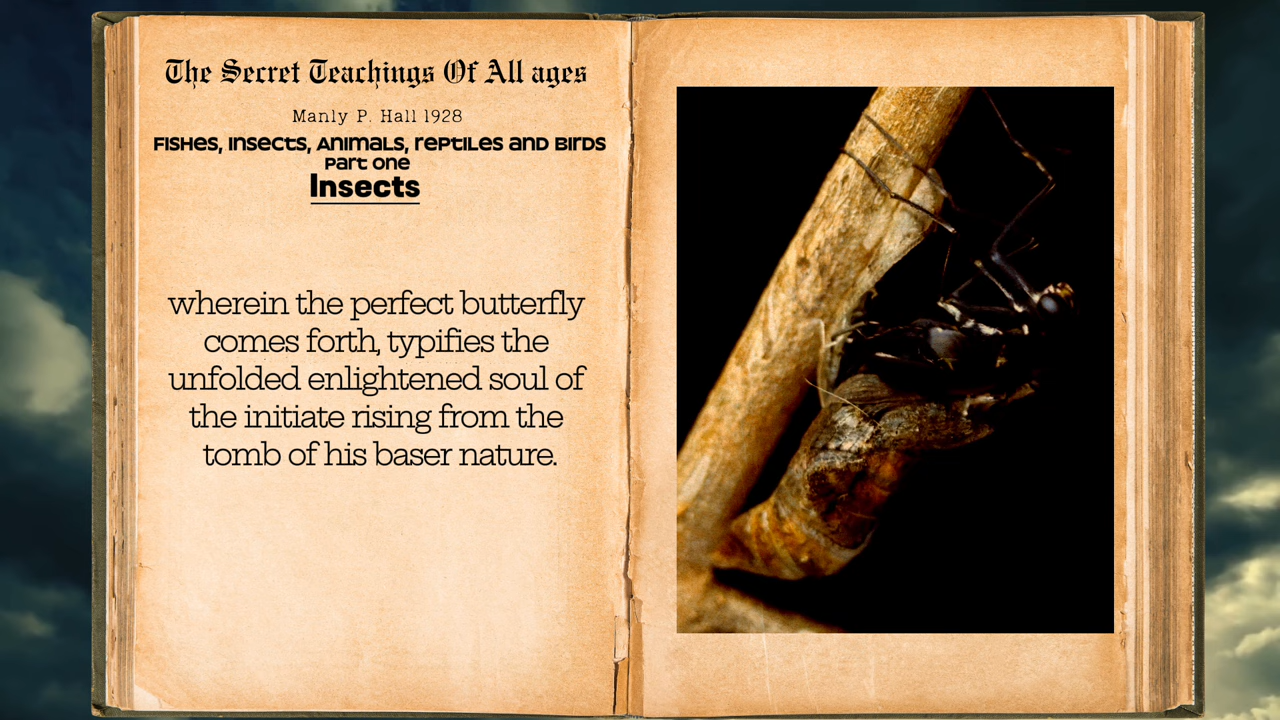 The Secret Teachings Of All ages
Manly P. Hall 1928
Fishes, Insects, Animals, reptiles and Birds
Part one
Insects
wherein the perfect butterfly
comes forth, typifies the
unfolded enlightened soul of
the initiate rising from the
tomb of his baser nature.